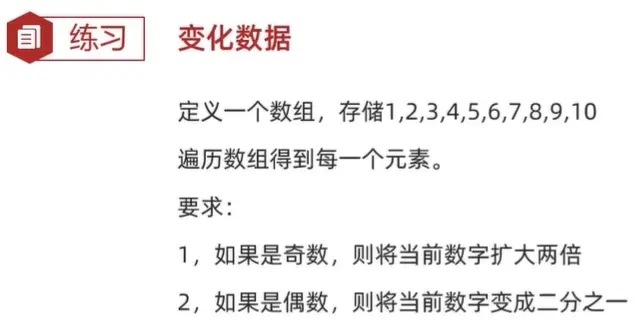 练习
变化数据
定义一个数组，存储1,2,3,4,5,6,7,8,9,10
遍历数组得到每一个元素。
要求：
1，如果是奇数，则将当前数字扩大两倍
2，如果是偶数，则将当前数字变成二分之一